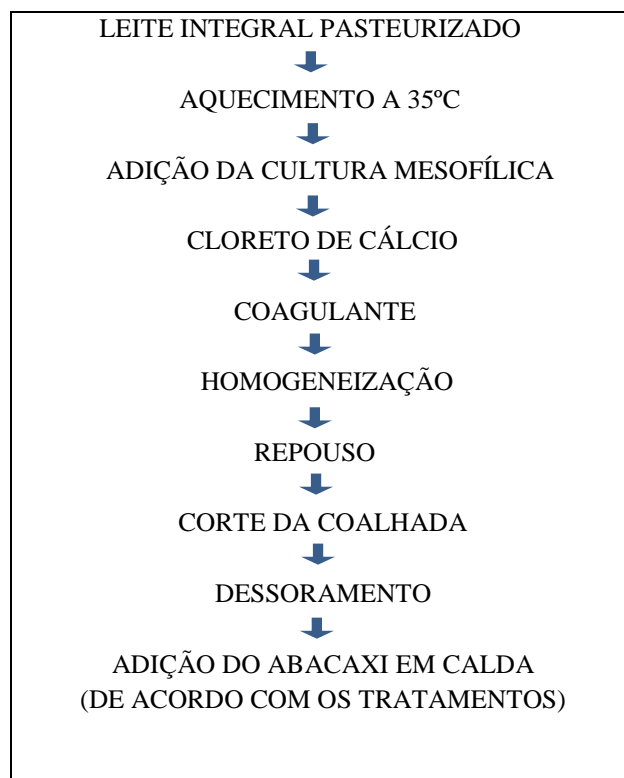 LEITE INTEGRAL PASTEURIZADO
AQUECIMENTO A 35ºC
ADIÇÃO DA CULTURA MESOFÍLICA
CLORETO DE CÁLCIO
COAGULANTE
HOMOGENEIZAÇÃO
REPOUSO
CORTE DA COALHADA
DESSORAMENTO
ADIÇÃO DO ABACAXI EM CALDA
(DE ACORDO COM OS TRATAMENTOS)